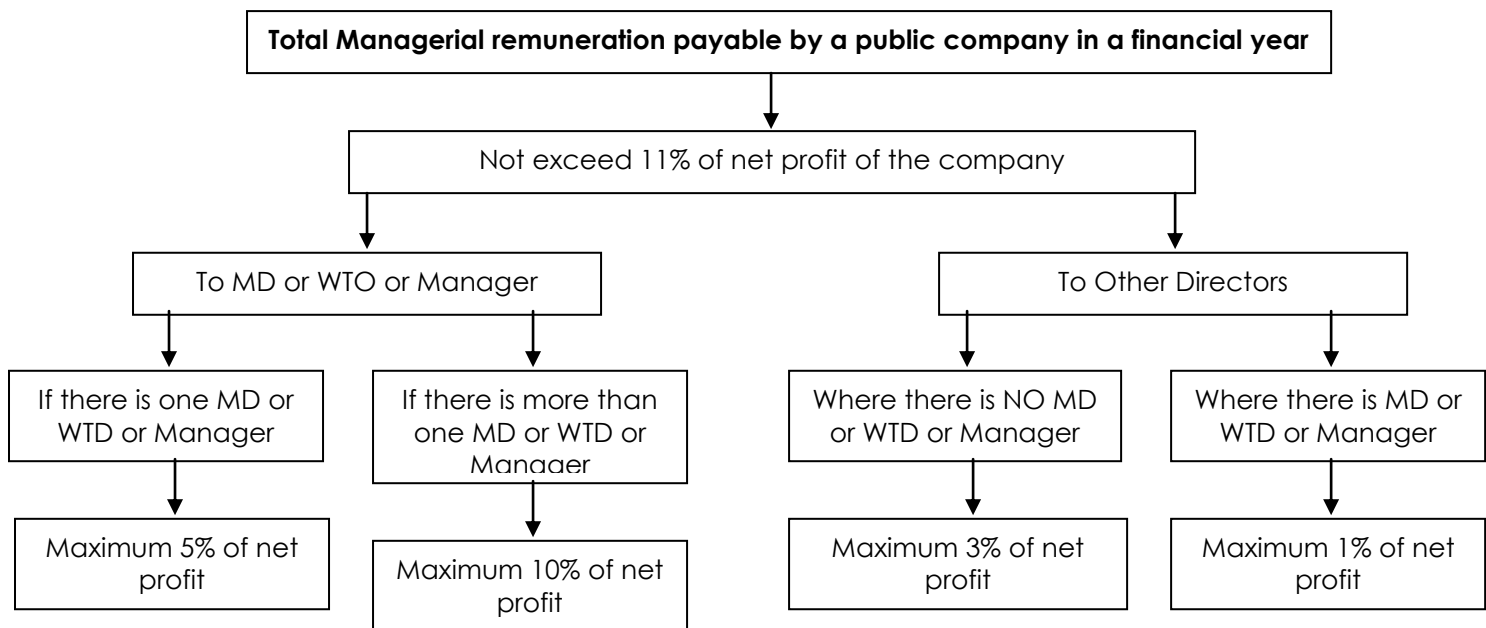 Total Managerial remuneration payable by a public company in a financial year
Not exceed 11% of net profit of the company
To MD or WTO or Manager
To Other Directors
If there is one MD or
WTD or Manager
If there is more than
one MD or WTD or
Manager
Where there is NO MD
or WTD or Manager
Where there is MD or
WTD or Manager
Maximum 5% of net
profit
Maximum 10% of net
profit
Maximum 3% of net
profit
Maximum 1% of net
profit